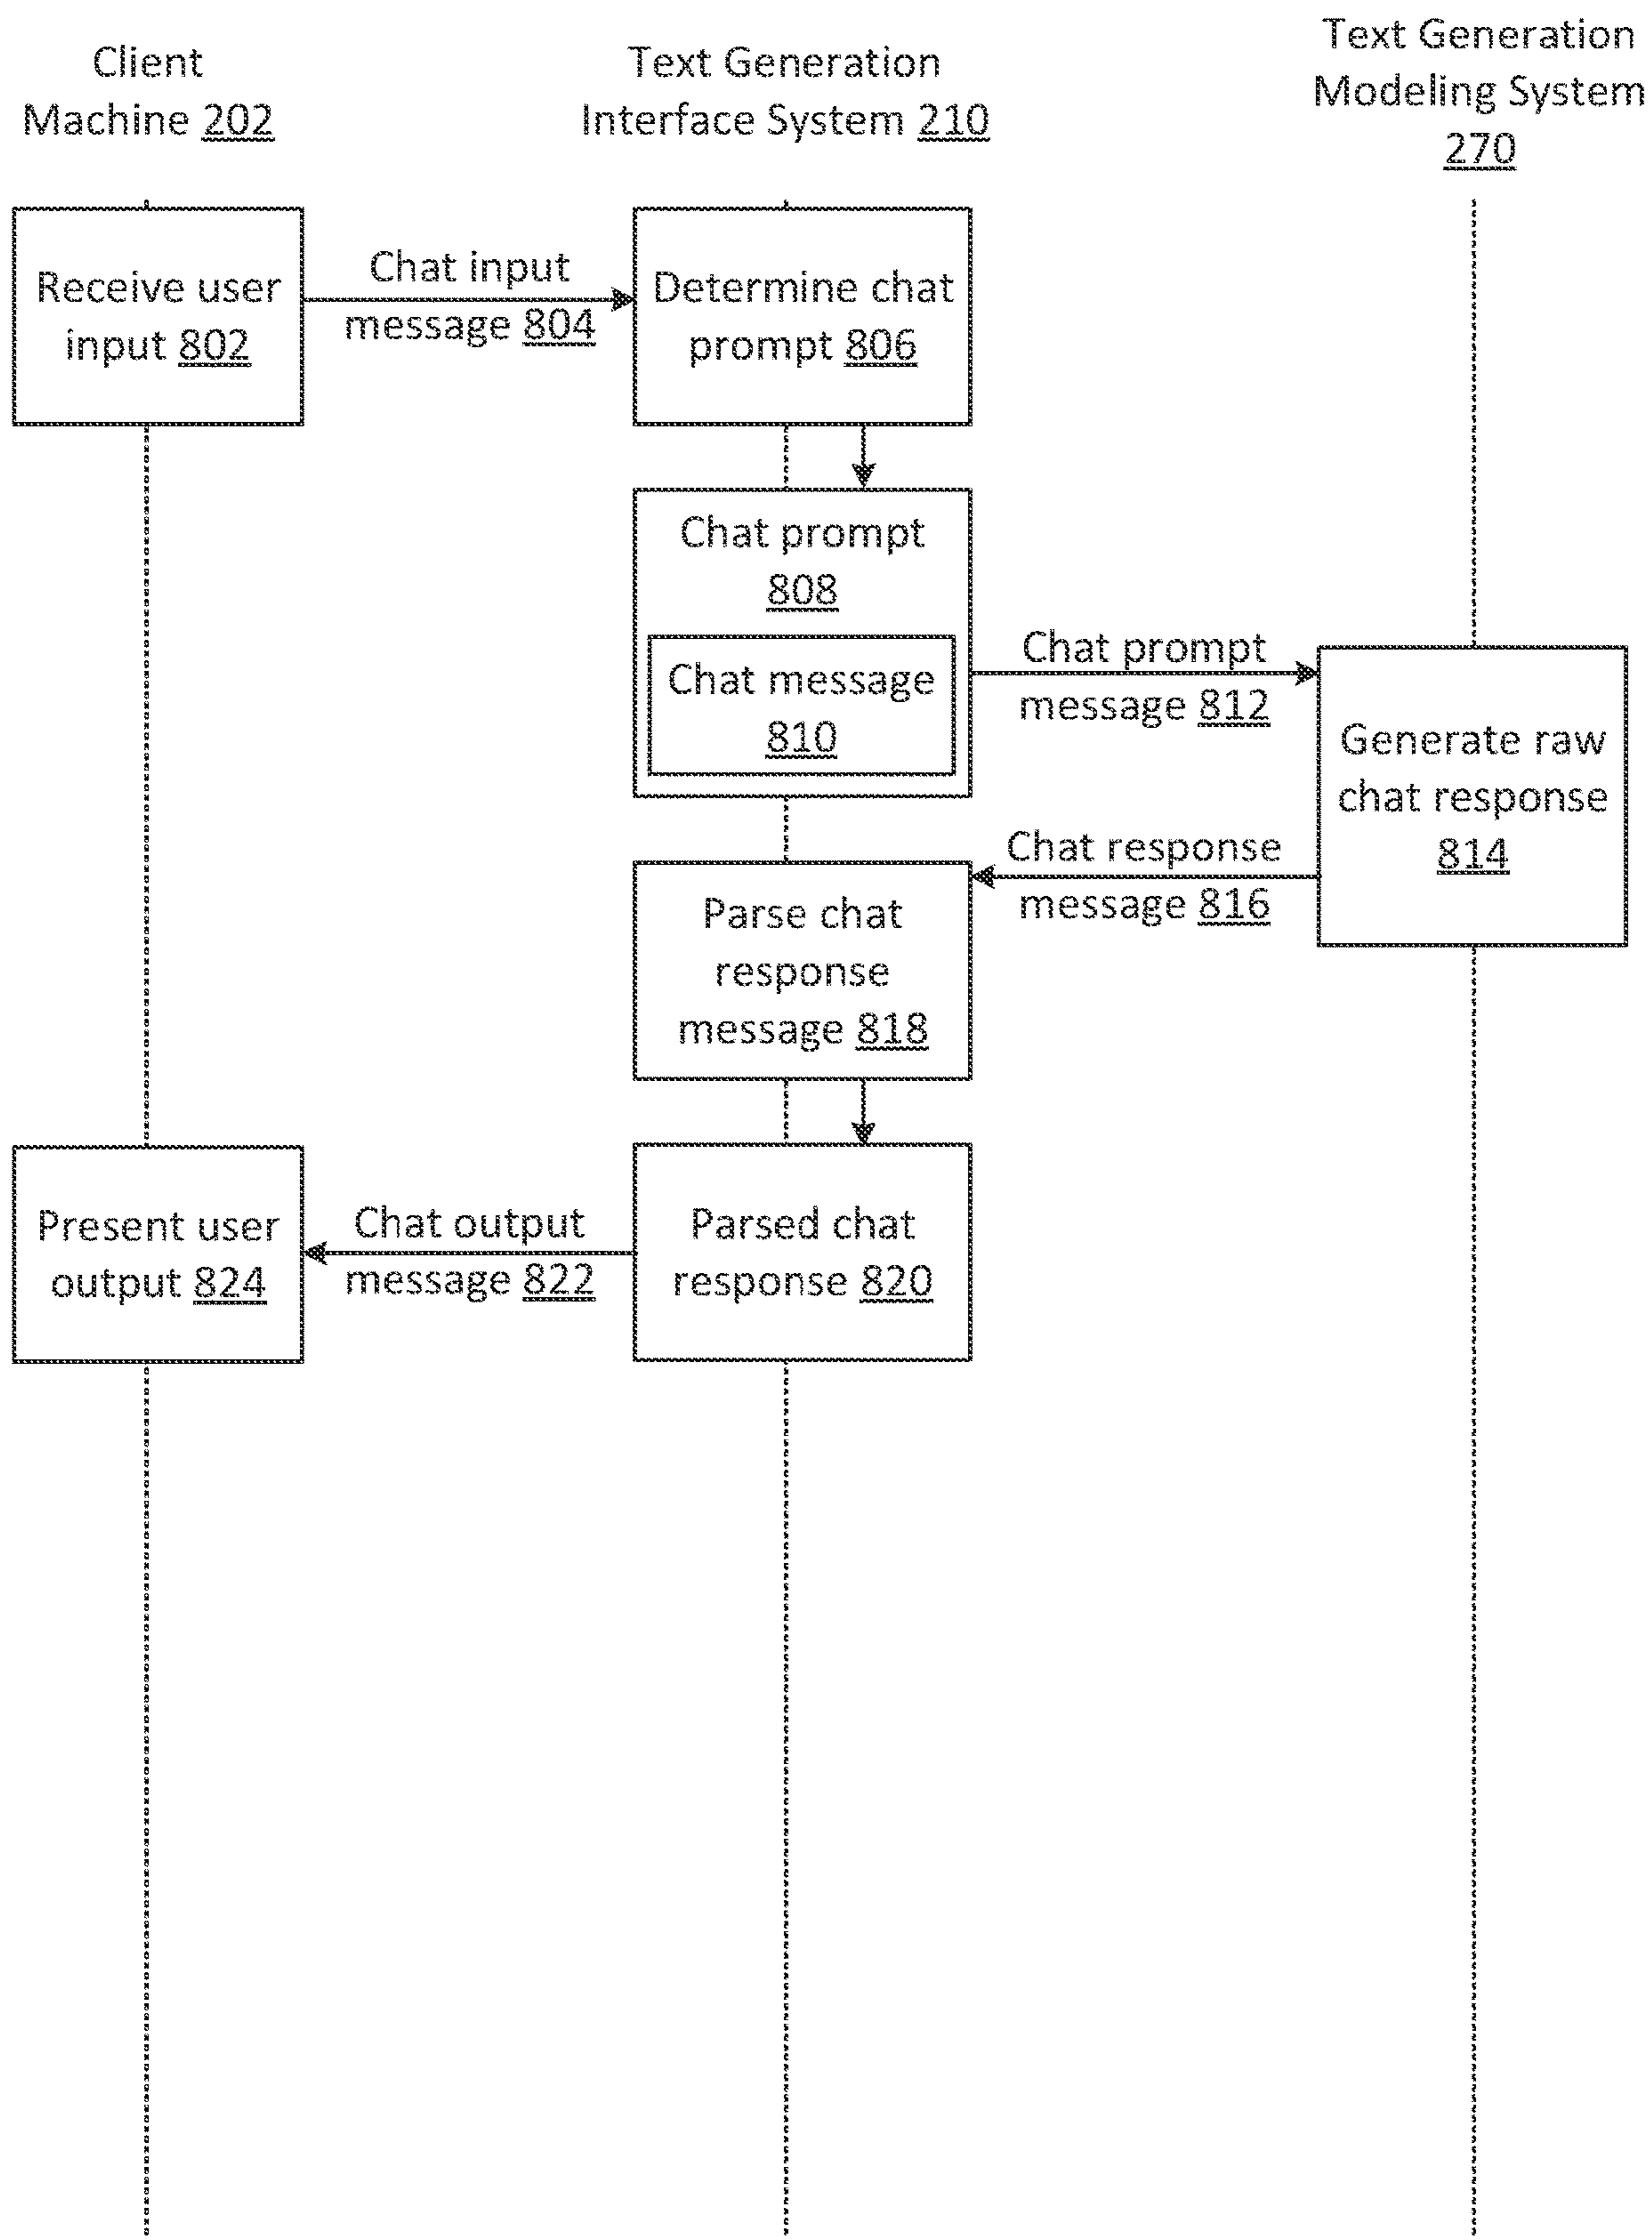 Client
Machine 202
Text Generation
Interface System 210
Text Generation
Modeling System
270
Receive user
input 802
Chat input
message 804
Determine chat
prompt 806
Chat prompt
808
Chat message
810
Chat prompt
message 812
Generate raw
chat response
814
Chat response
message 816
Parse chat
response
message 818
Present user
output 824
Chat output
message 822
Parsed chat
response 820